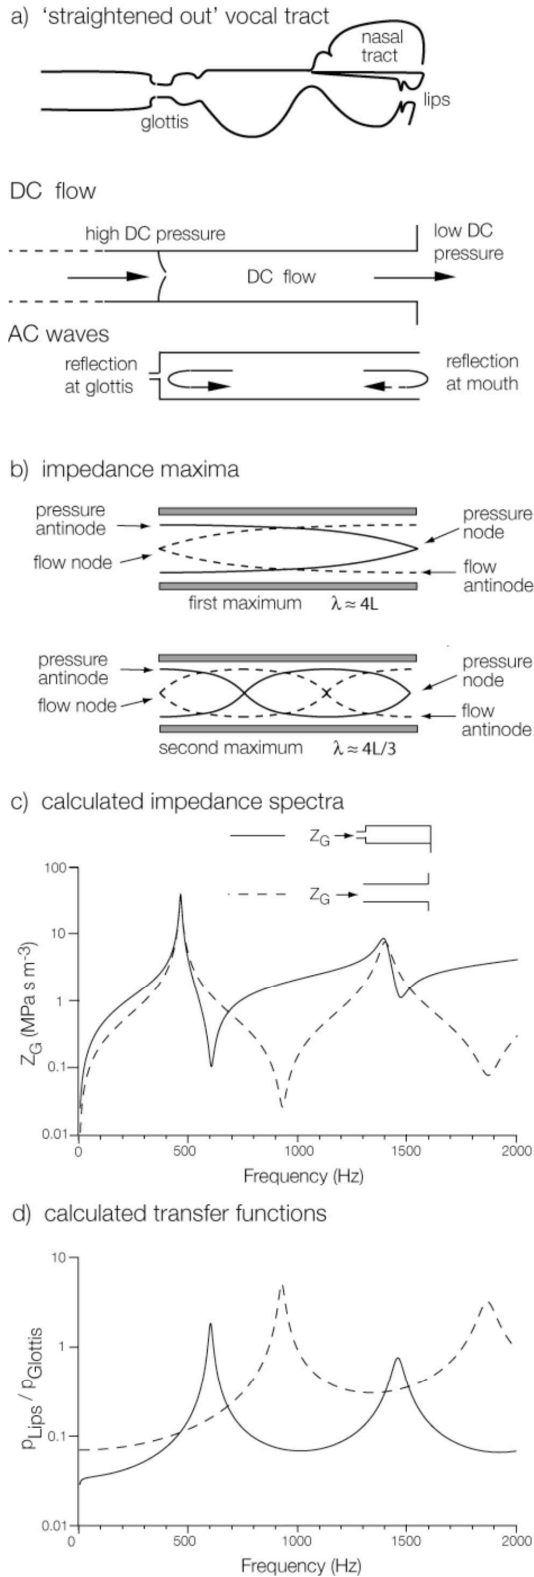 a) ‘straightened out’ vocal tract
nasal
tract
lips
glottis
DC flow
high DC pressure
low DC
pressure
DC flow
AC waves
reflection
at glottis
reflection
at mouth
b) impedance maxima
pressure
antinode
pressure
node
flow node
flow
antinode
first maximum λ ≈ 4L
pressure
antinode
pressure
node
flow node
flow
antinode
second maximum λ ≈ 4L/3
c) calculated impedance spectra
Z_G
Z_G
100
10
1
0.1
0.01
Z_G (MPa s m⁻³)
0 500 1000 1500 2000
Frequency (Hz)
d) calculated transfer functions
10
1
0.1
0.01
p_Lips / p_Glottis
0 500 1000 1500 2000
Frequency (Hz)